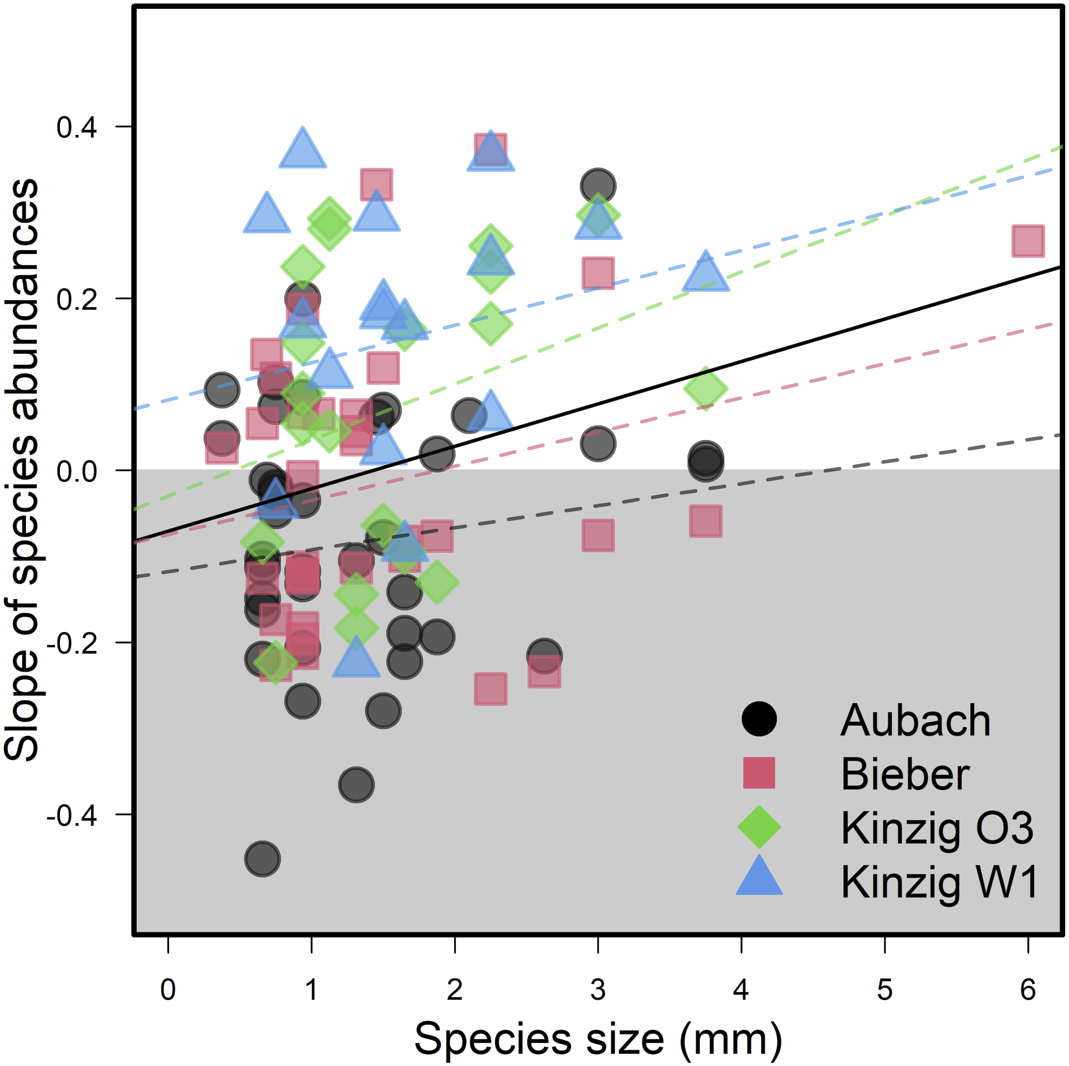 Slope of species abundances
0.4
0.2
0.0
-0.2
-0.4
Aubach
Bieber
Kinzig O3
Kinzig W1
0 1 2 3 4 5 6
Species size (mm)